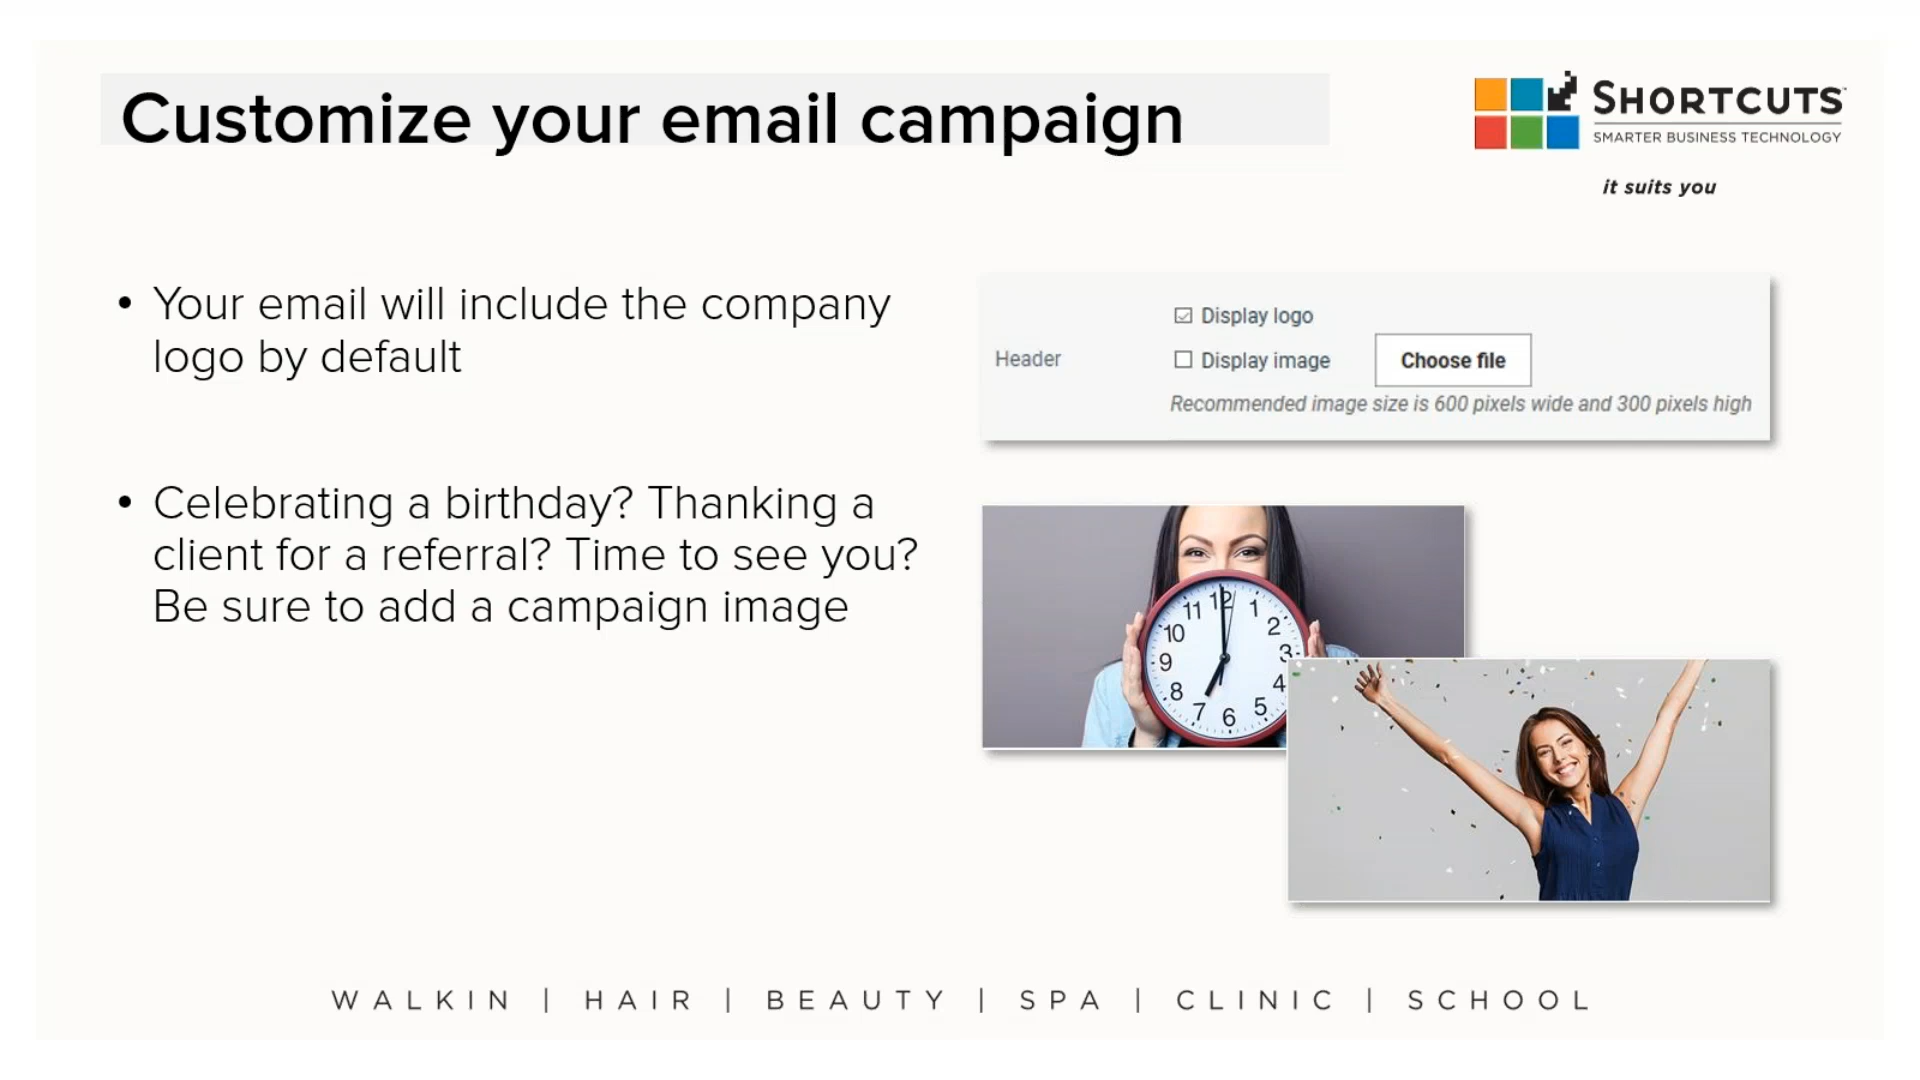 Customize your email campaign
SHORTCUTS
SMARTER BUSINESS TECHNOLOGY
it suits you
• Your email will include the company
logo by default
• Celebrating a birthday? Thanking a
client for a referral? Time to see you?
Be sure to add a campaign image
Display logo
Header
Display image
Choose file
Recommended image size is 600 pixels wide and 300 pixels high
11 12 1
10 2
9 3
8 4
7 6 5
WALKIN | HAIR | BEAUTY | SPA | CLINIC | SCHOOL